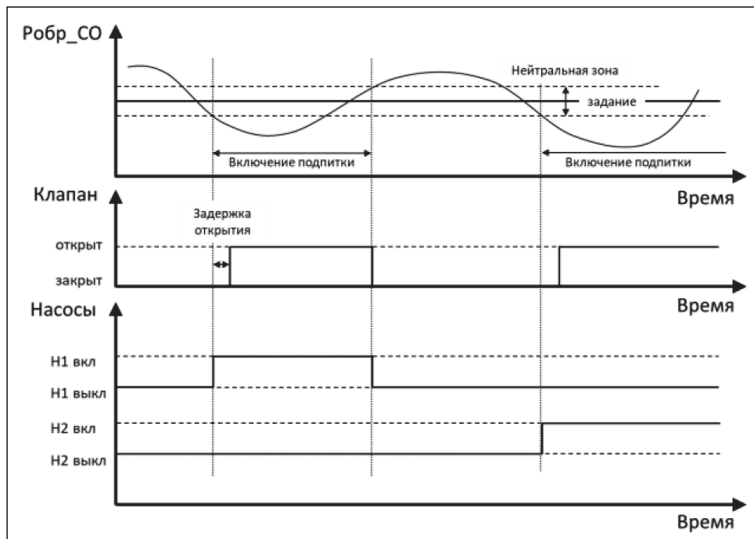 Робр_СО
Нейтральная зона
задание
Включение подпитки
Включение подпитки
Время
Клапан
Задержка
открытия
открыт
закрыт
Время
Насосы
Н1 вкл
Н1 выкл
Н2 вкл
Н2 выкл
Время